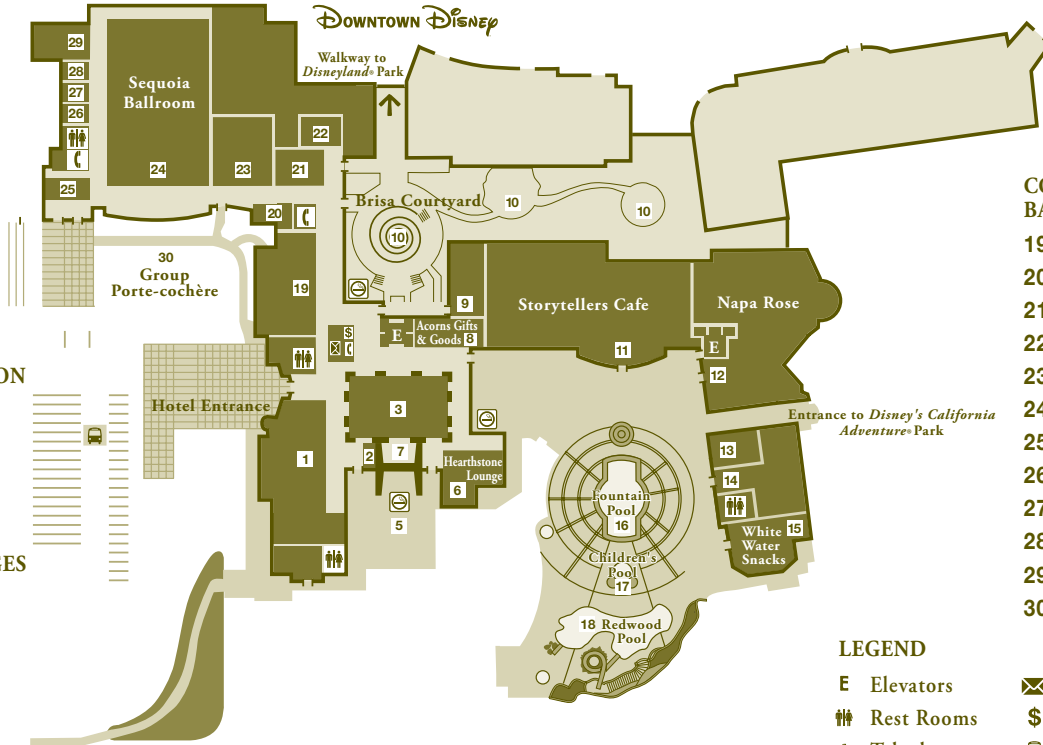 DOWNTOWN DISNEY
Walkway to
Disneyland® Park
29
28
27
26
25
Sequoia
Ballroom
24
23
22
21
20
Brisa Courtyard
10
10
10
30
Group
Porte-cochère
19
9
Storytellers Cafe
11
Napa Rose
E
12
E
Acorns Gifts
& Goods 8
$
Hotel Entrance
3
1
2
7
Hearthstone
Lounge
6
5
Entrance to Disney's California
Adventure® Park
13
14
15
White
Water
Snacks
Fountain
Pool
16
Children's
Pool
17
18 Redwood
Pool
ON
GES
CO
BA
19
20
21
22
23
24
25
26
27
28
29
30
LEGEND
E Elevators
Rest Rooms
$